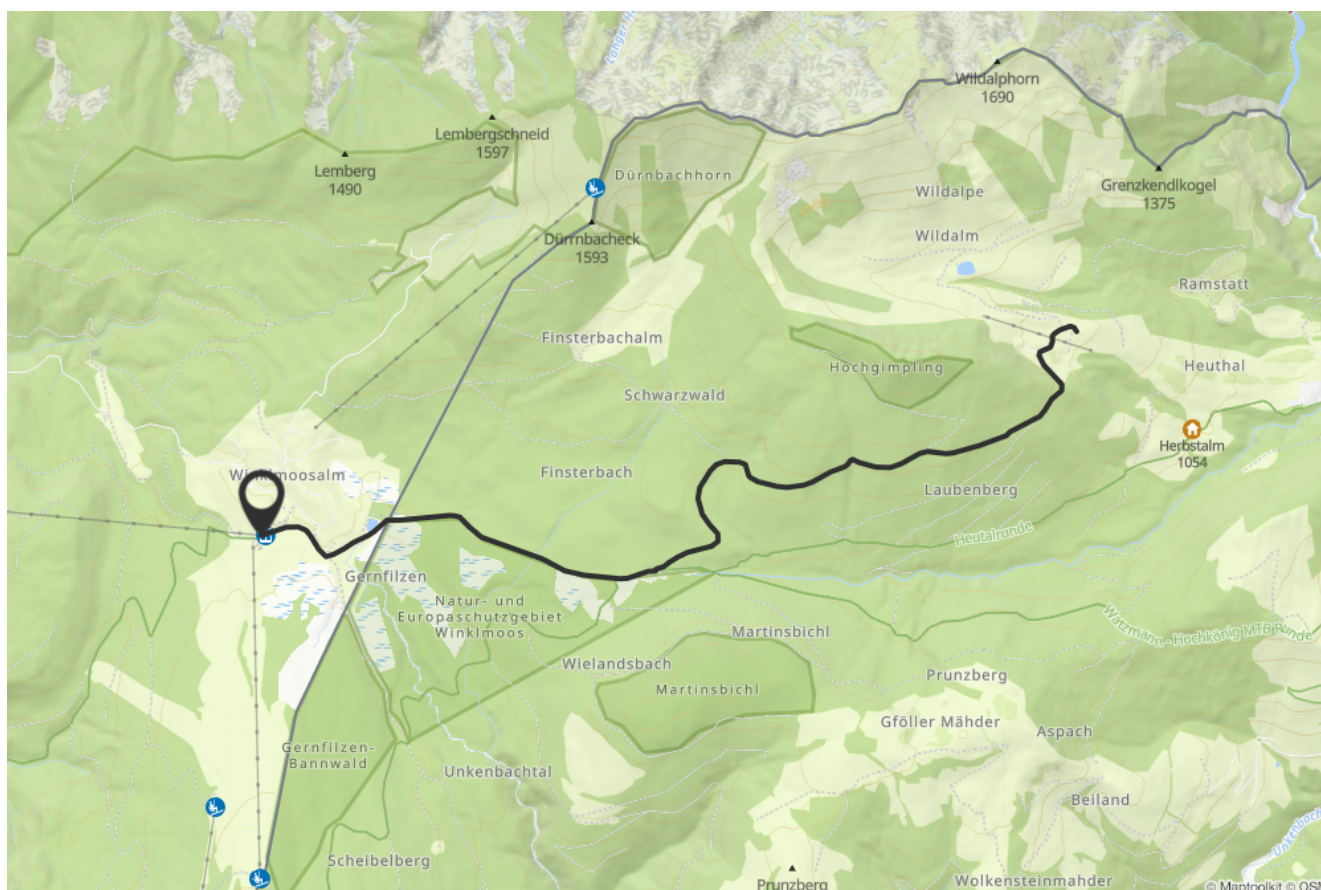 Langer
Wildalphorn
1690
Lembergschneid
1597
Lemberg
1490
Dürnbachhorn
Grenzkendlkogel
1375
Wildalpe
Wildalm
Dürrnbacheck
1593
Ramstatt
Finsterbachalm
Hochgimpling
Heuthal
Schwarzwald
Herbstalm
1054
Winklmoosalm
Finsterbach
Laubenberg
Heutalrunde
Gernfilzen
Natur- und
Europaschutzgebiet
Winklmoos
Watzmann - Hochkönig MTB Runde
Martinsbichl
Wielandsbach
Martinsbichl
Prunzberg
Gföller Mähder
Aspach
Gernfilzen-
Bannwald
Unkenbachtal
Beiland
Scheibelberg
Prunzberg
Wolkensteinmahder
© Maptoolkit © OSM